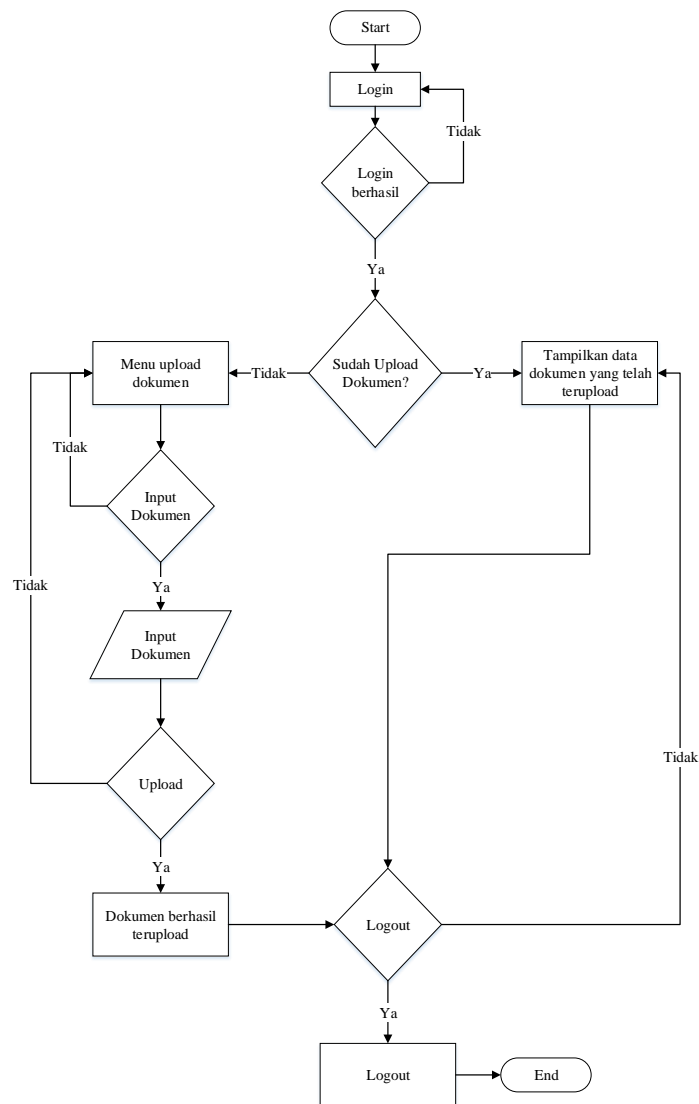 Start
Login
Tidak
Login
berhasil
Ya
Menu upload
dokumen
Tidak
Sudah Upload
Dokumen?
Ya
Tampilkan data
dokumen yang telah
terupload
Tidak
Input
Dokumen
Tidak
Ya
Input
Dokumen
Tidak
Upload
Ya
Dokumen berhasil
terupload
Logout
Ya
Logout
End